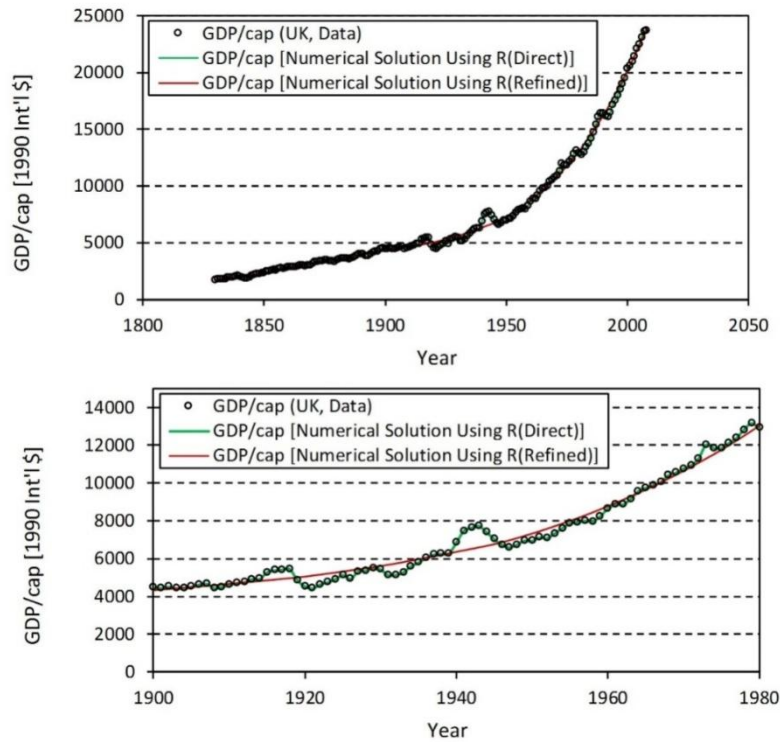 GDP/cap (UK, Data)
GDP/cap [Numerical Solution Using R(Direct)]
GDP/cap [Numerical Solution Using R(Refined)]
GDP/cap [1990 Int'l $]
25000
20000
15000
10000
5000
0
1800 1850 1900 1950 2000 2050
Year
GDP/cap (UK, Data)
GDP/cap [Numerical Solution Using R(Direct)]
GDP/cap [Numerical Solution Using R(Refined)]
GDP/cap [1990 Int'l $]
14000
12000
10000
8000
6000
4000
2000
0
1900 1920 1940 1960 1980
Year